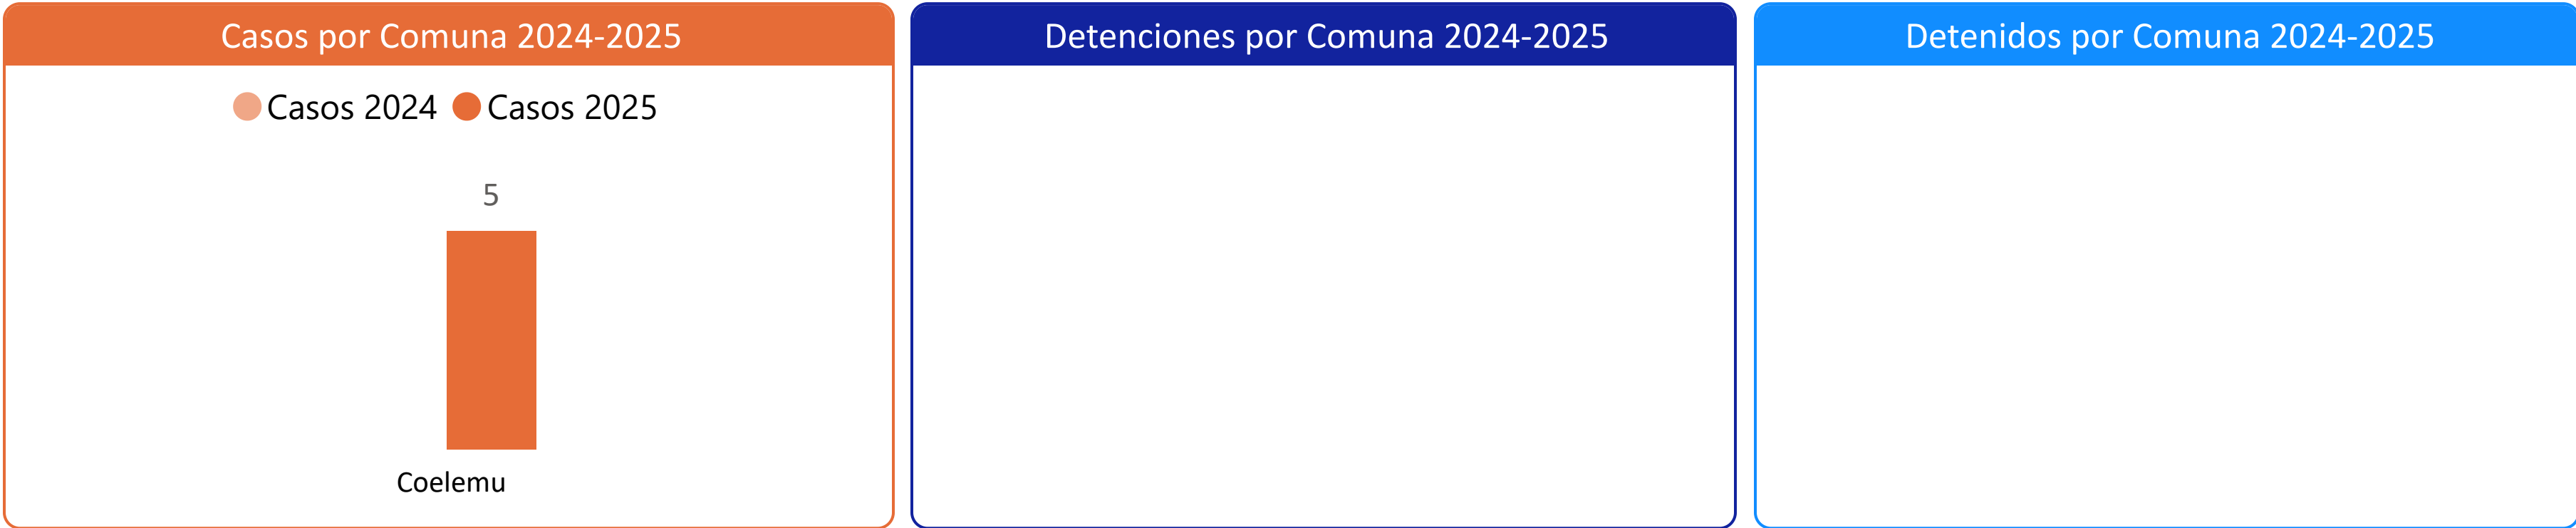 Casos por Comuna 2024-2025
Casos 2024 Casos 2025
5
Coelemu
Detenciones por Comuna 2024-2025
Detenidos por Comuna 2024-2025